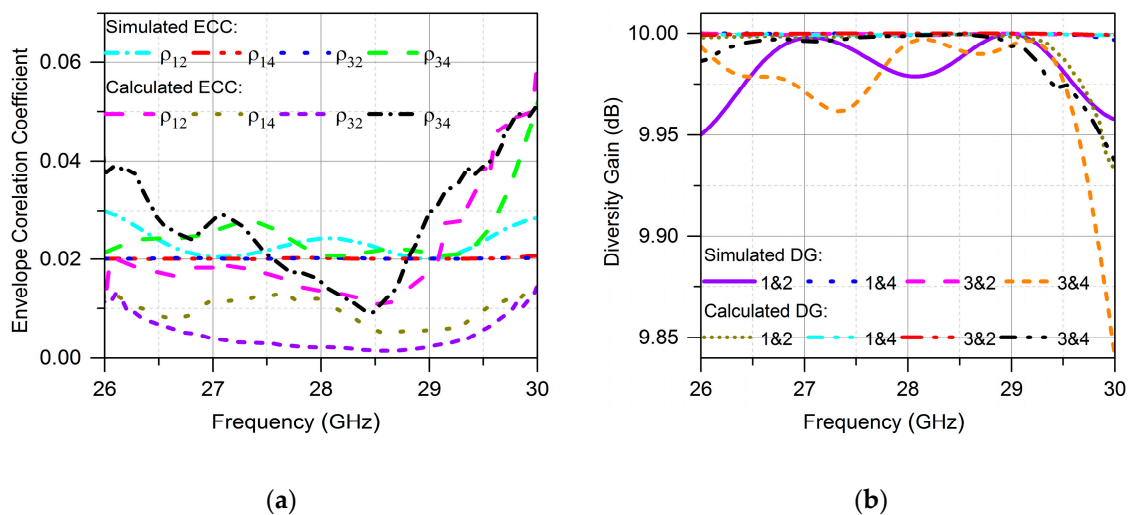 Simulated ECC:
ρ12 ρ14 ρ32 ρ34
Calculated ECC:
ρ12 ρ14 ρ32 ρ34
Envelope Corelation Coefficient
0.06
0.04
0.02
0.00
26 27 28 29 30
Frequency (GHz)
(a)
Diversity Gain (dB)
10.00
9.95
9.90
9.85
Simulated DG:
1&2 1&4 3&2 3&4
Calculated DG:
1&2 1&4 3&2 3&4
26 27 28 29 30
Frequency (GHz)
(b)